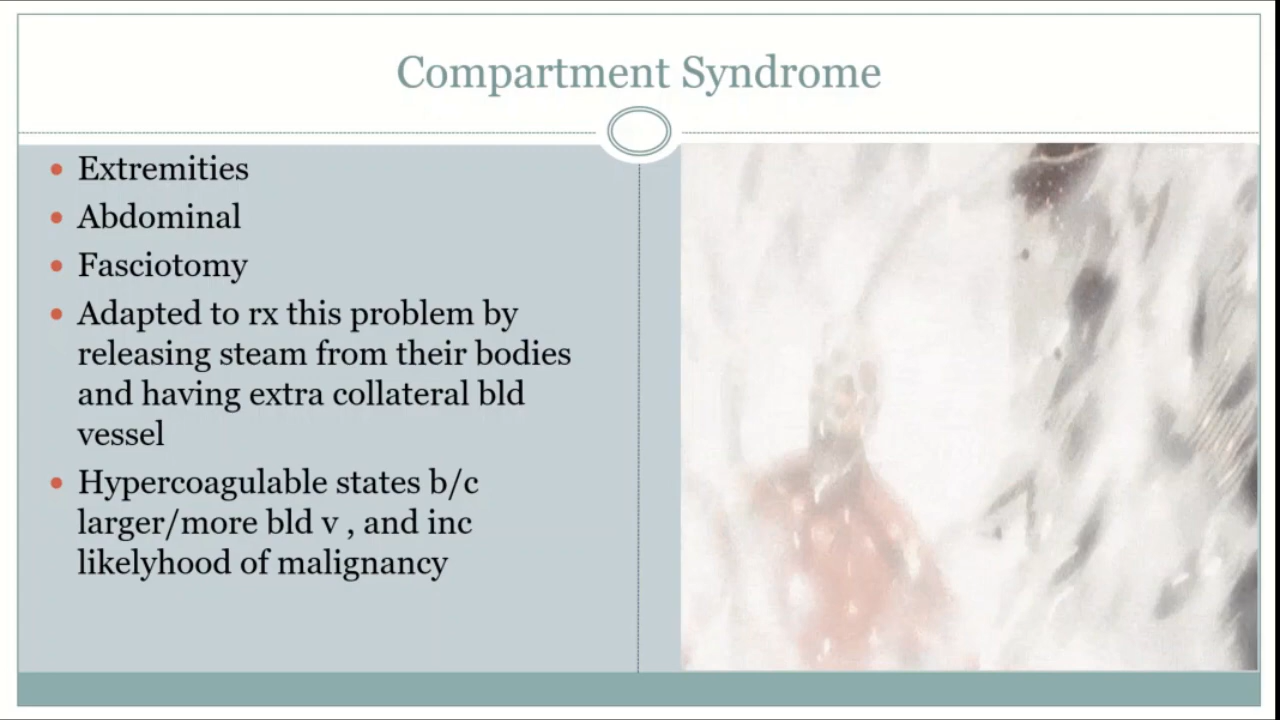 Compartment Syndrome
Extremities
Abdominal
Fasciotomy
Adapted to rx this problem by
releasing steam from their bodies
and having extra collateral bld
vessel
Hypercoagulable states b/c
larger/more bld v , and inc
likelyhood of malignancy